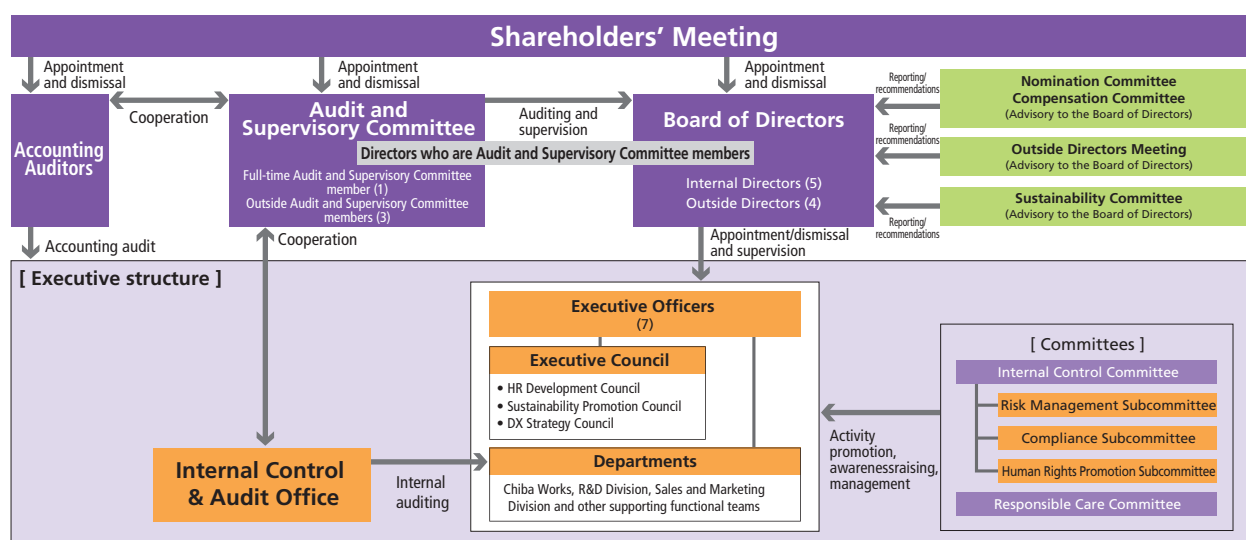 Shareholders' Meeting
Appointment
and dismissal
Appointment
and dismissal
Appointment
and dismissal
Accounting
Auditors
Cooperation
Audit and
Supervisory Committee
Auditing and
supervision
Board of Directors
Directors who are Audit and Supervisory Committee members
Full-time Audit and Supervisory Committee
member (1)
Outside Audit and Supervisory Committee
members (3)
Internal Directors (5)
Outside Directors (4)
Reporting/
recommendations
Nomination Committee
Compensation Committee
(Advisory to the Board of Directors)
Reporting/
recommendations
Outside Directors Meeting
(Advisory to the Board of Directors)
Sustainability Committee
(Advisory to the Board of Directors)
Reporting/
recommendations
Accounting audit
Cooperation
Appointment/dismissal
and supervision
[ Executive structure ]
Executive Officers
(7)
Executive Council
• HR Development Council
• Sustainability Promotion Council
• DX Strategy Council
Internal Control
& Audit Office
Internal
auditing
Departments
Chiba Works, R&D Division, Sales and Marketing
Division and other supporting functional teams
Activity
promotion,
awarenessraising,
management
[ Committees ]
Internal Control Committee
Risk Management Subcommittee
Compliance Subcommittee
Human Rights Promotion Subcommittee
Responsible Care Committee